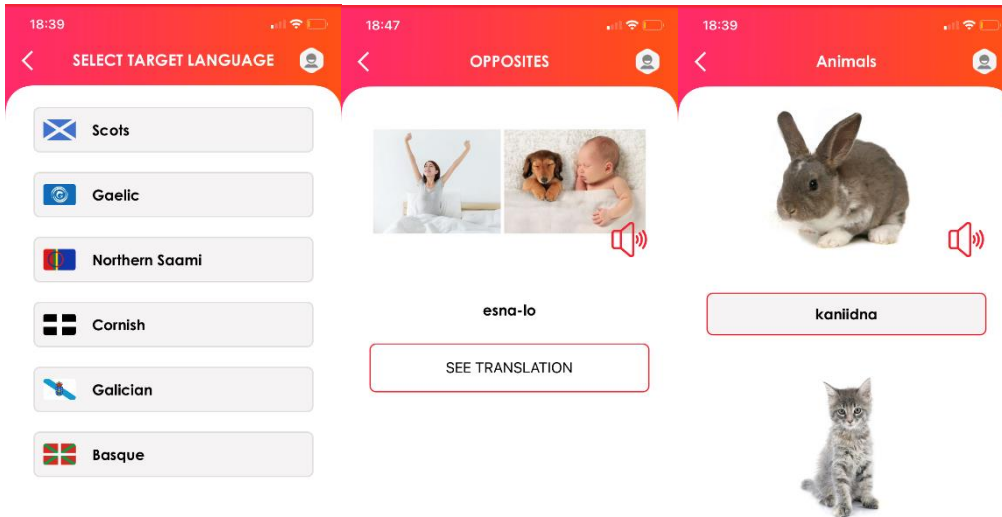 18:39
SELECT TARGET LANGUAGE
Scots
Gaelic
Northern Saami
Cornish
Galician
Basque
18:47
OPPOSITES
esna-lo
SEE TRANSLATION
18:39
Animals
kaniidna